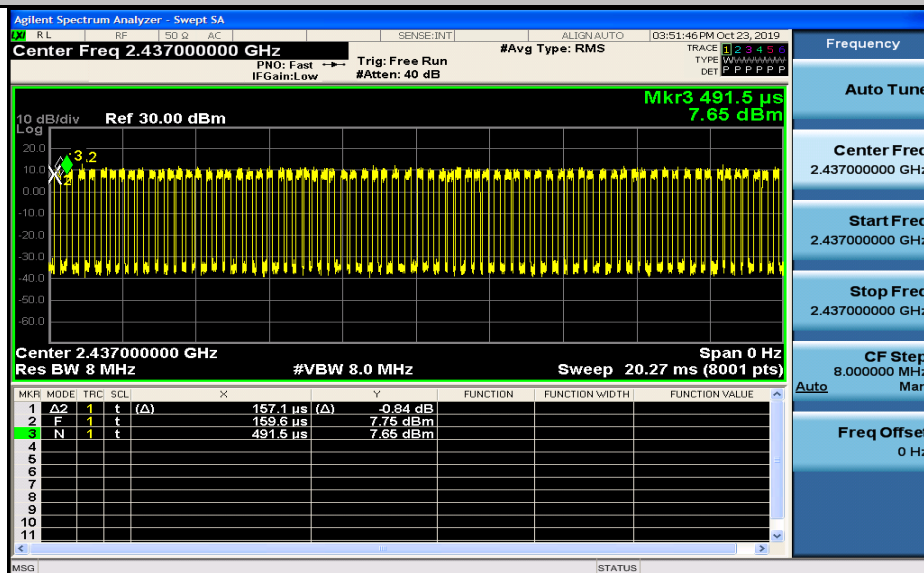 Agilent Spectrum Analyzer - Swept SA
LXI RL RF 50 Ω AC SENSE:INT ALIGN AUTO 03:51:46 PM Oct 23, 2019
Center Freq 2.437000000 GHz
#Avg Type: RMS
TRACE 1 2 3 4 5 6
PNO: Fast
Trig: Free Run
TYPE WWWWWW
IFGain:Low
#Atten: 40 dB
DET P P P P P P
Mkr3 491.5 µs
7.65 dBm
10 dB/div
Log
Ref 30.00 dBm
20.0
10.0
0.00
-10.0
-20.0
-30.0
-40.0
-50.0
-60.0
Center 2.437000000 GHz
Span 0 Hz
Res BW 8 MHz
#VBW 8.0 MHz
Sweep 20.27 ms (8001 pts)
MKR MODE TRC SCL X Y FUNCTION FUNCTION WIDTH FUNCTION VALUE
1 Δ2 1 t (Δ) 157.1 µs (Δ) -0.84 dB
2 F 1 t 159.6 µs 7.75 dBm
3 N 1 t 491.5 µs 7.65 dBm
4
5
6
7
8
9
10
11
MSG
STATUS
Frequency
Auto Tune
Center Freq
2.437000000 GHz
Start Freq
2.437000000 GHz
Stop Freq
2.437000000 GHz
CF Step
8.000000 MHz
Auto Man
Freq Offset
0 Hz